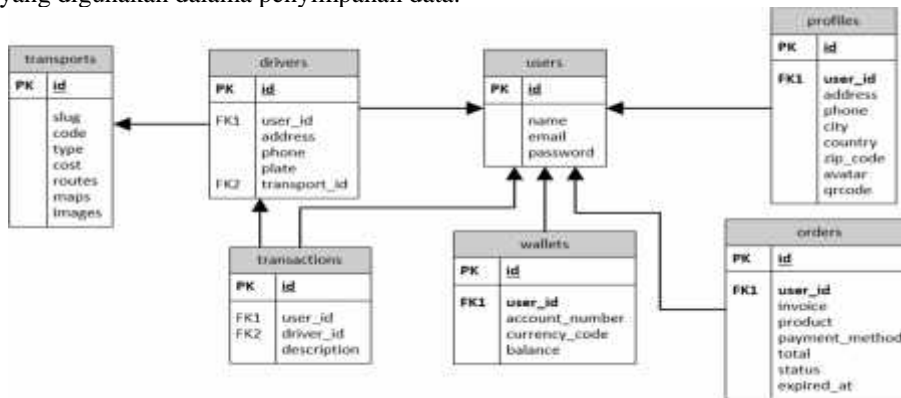 yang digunakan dalama penyimpanan data.
transports
PK id
slug
code
type
cost
routes
maps
images
drivers
PK id
FK1 user_id
address
phone
plate
FK2 transport_id
users
PK id
name
email
password
profiles
PK id
FK1 user_id
address
phone
city
country
zip_code
avatar
qrcode
transactions
PK id
FK1 user_id
FK2 driver_id
description
wallets
PK id
FK1 user_id
account_number
currency_code
balance
orders
PK id
FK1 user_id
invoice
product
payment_method
total
status
expired_at